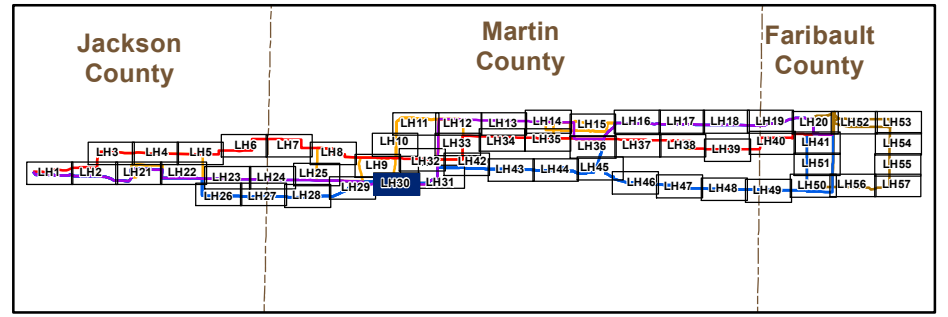 Jackson
County
Martin
County
Faribault
County
LH11 LH12 LH13 LH14 LH15 LH16 LH17 LH18 LH19 LH20 LH52 LH53
LH3 LH4 LH5 LH6 LH7 LH8 LH10 LH33 LH34 LH35 LH36 LH37 LH38 LH39 LH40 LH41 LH54
LH1 LH2 LH21 LH22 LH23 LH24 LH25 LH9 LH32 LH42 LH43 LH44 LH45 LH51 LH55
LH26 LH27 LH28 LH29 LH30 LH31 LH46 LH47 LH48 LH49 LH50 LH56 LH57